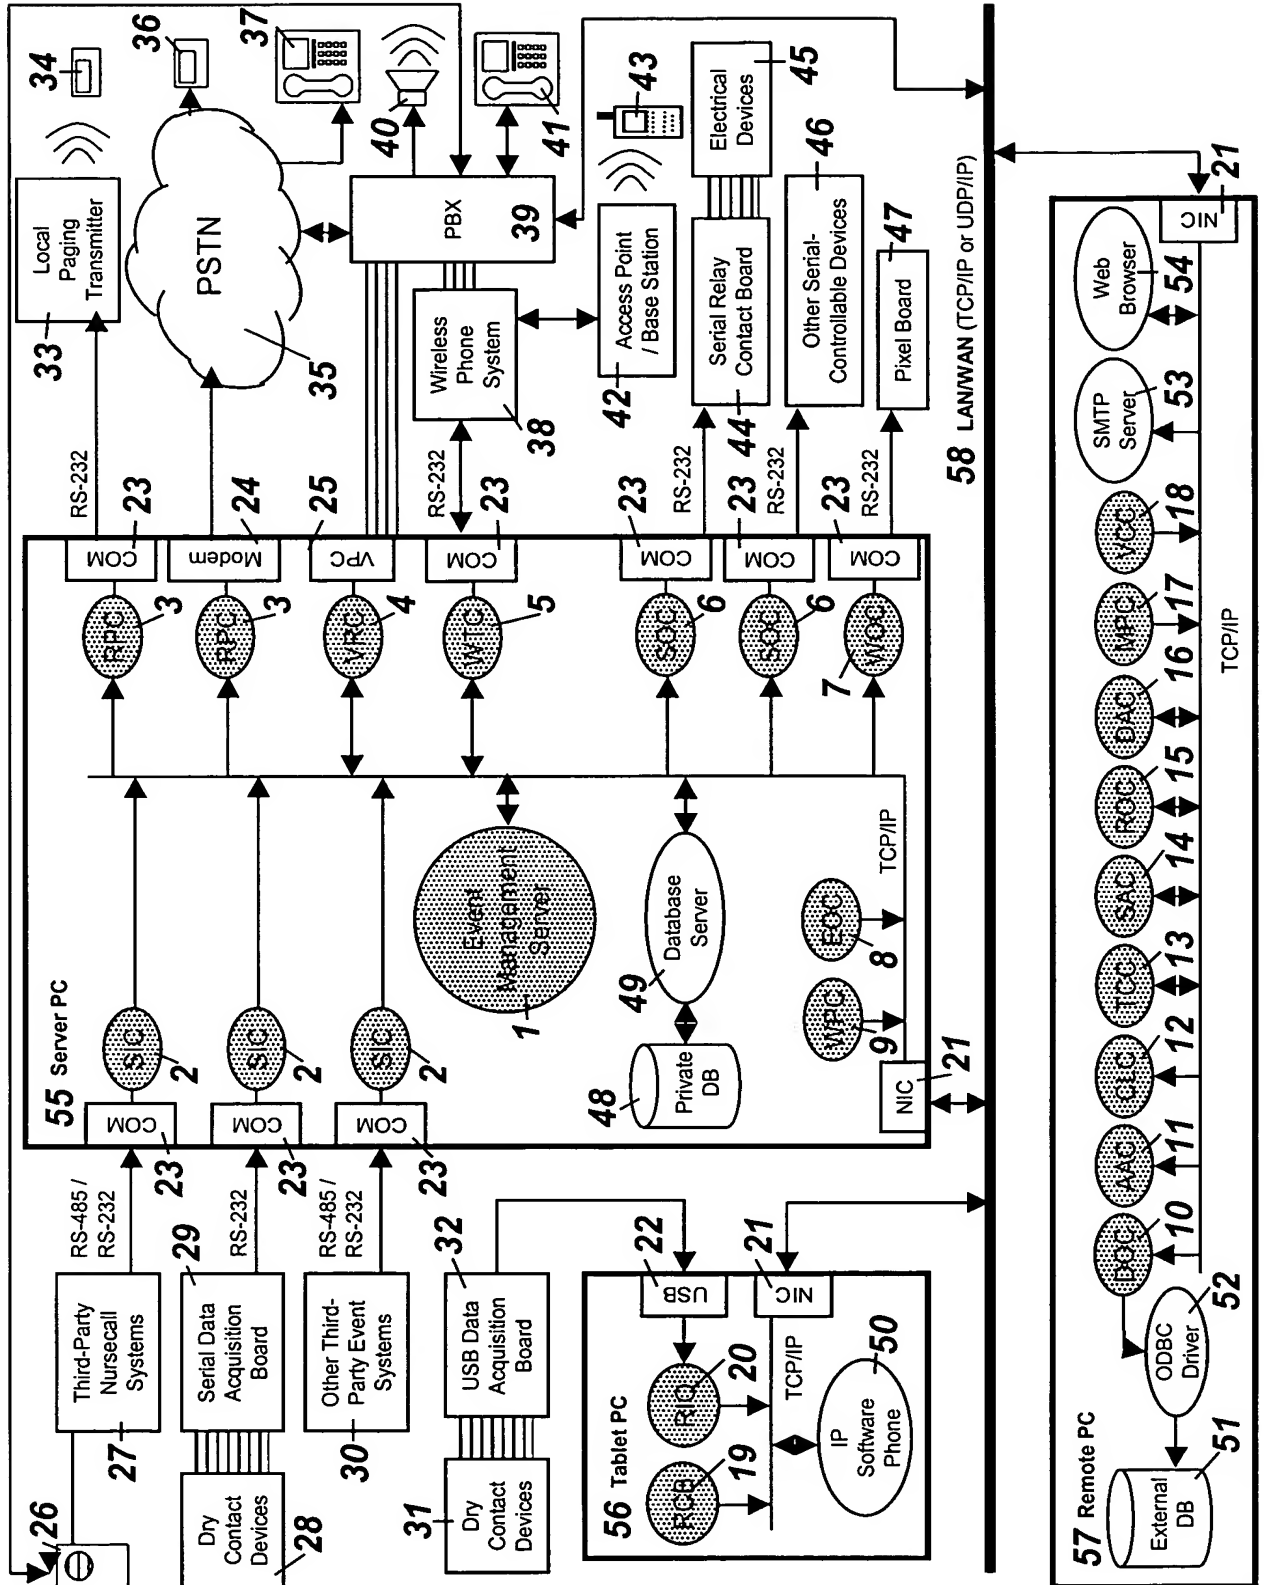 26
27
Third-Party
Nursecall
Systems
RS-485 /
RS-232
28
Dry
Contact
Devices
29
Serial Data
Acquisition
Board
RS-232
30
Other Third-
Party Event
Systems
RS-485 /
RS-232
31
Dry
Contact
Devices
32
USB Data
Acquisition
Board
55 Server PC
COM
23
SIC
2
COM
23
SIC
2
COM
23
SIC
2
Event
Management
Server
1
48
Private
DB
49
Database
Server
WPC
9
EOC
8
TCP/IP
NIC
21
RPC
3
COM
23
RS-232
RPC
3
Modem
24
VRC
4
VPC
25
WTC
5
COM
23
RS-232
SOC
6
COM
23
RS-232
SOC
6
COM
23
RS-232
WOC
7
COM
23
RS-232
33
Local
Paging
Transmitter
34
PSTN
35
36
37
Wireless
Phone
System
38
PBX
39
40
41
42
Access Point
/ Base Station
43
44
Serial Relay
Contact Board
Electrical
Devices
45
Other Serial-
Controllable Devices
46
Pixel Board
47
56 Tablet PC
USB
22
NIC
21
RCB
19
RIO
20
TCP/IP
IP
Software
Phone
50
58 LAN/WAN (TCP/IP or UDP/IP)
57 Remote PC
External
DB
51
ODBC
Driver
52
DOC
10
AAC
11
CLC
12
TCC
13
SAC
14
ROC
15
DAC
16
MPC
17
VCC
18
SMTP
Server
53
Web
Browser
54
NIC
21
TCP/IP